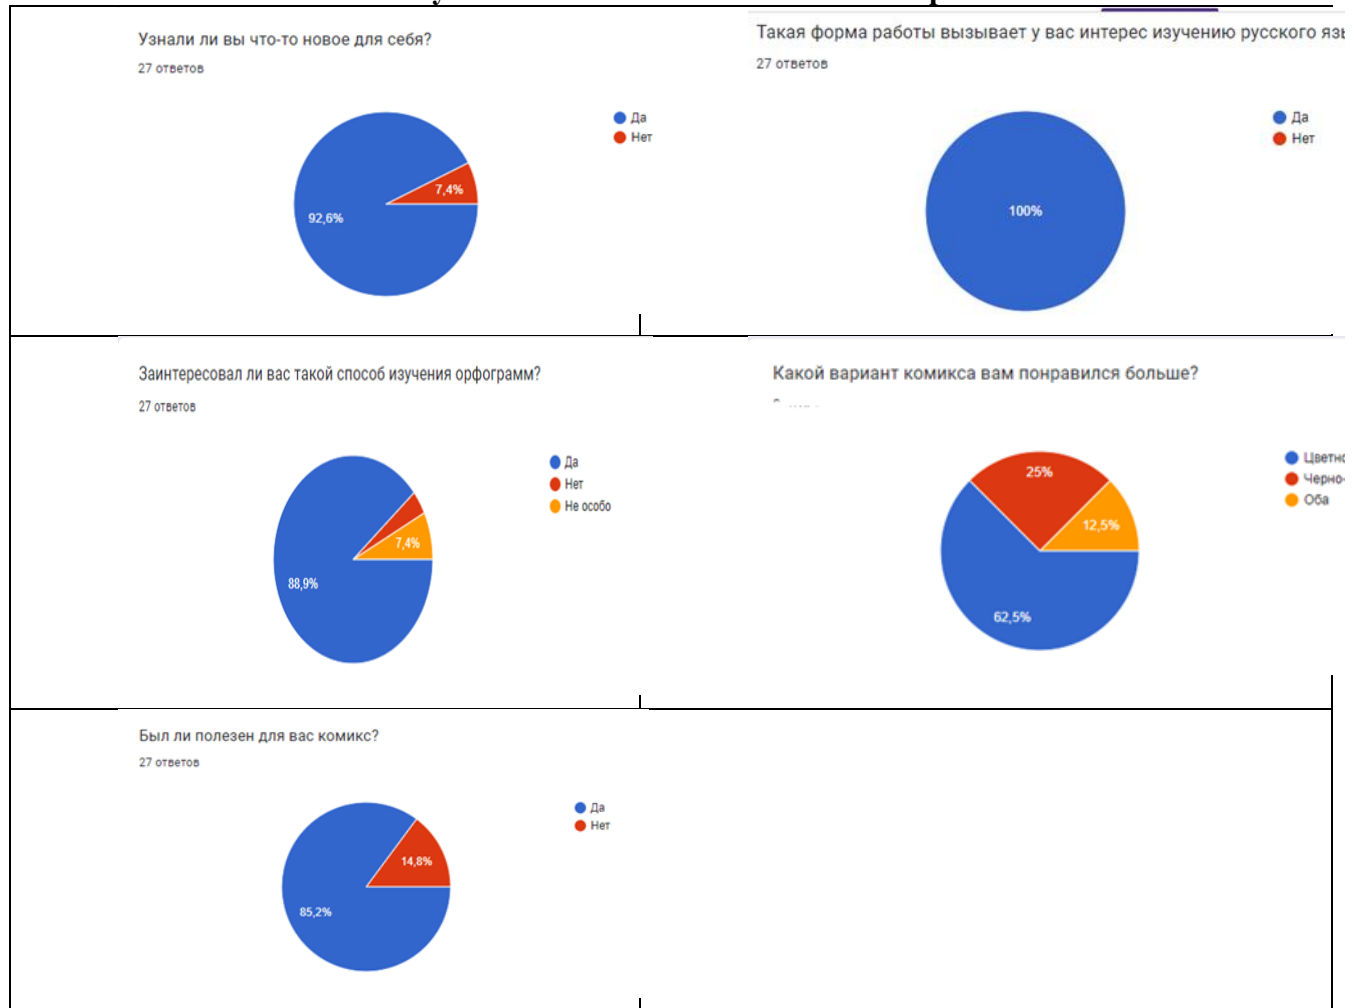 Узнали ли вы что-то новое для себя?
27 ответов
Да
Нет
7,4%
92,6%
Такая форма работы вызывает у вас интерес изучению русского
27 ответов
Да
Нет
100%
Заинтересовал ли вас такой способ изучения орфограмм?
27 ответов
Да
Нет
Не особо
7,4%
88,9%
Какой вариант комикса вам понравился больше?
Оба
25%
12,5%
62,5%
Был ли полезен для вас комикс?
27 ответов
Да
Нет
14,8%
85,2%